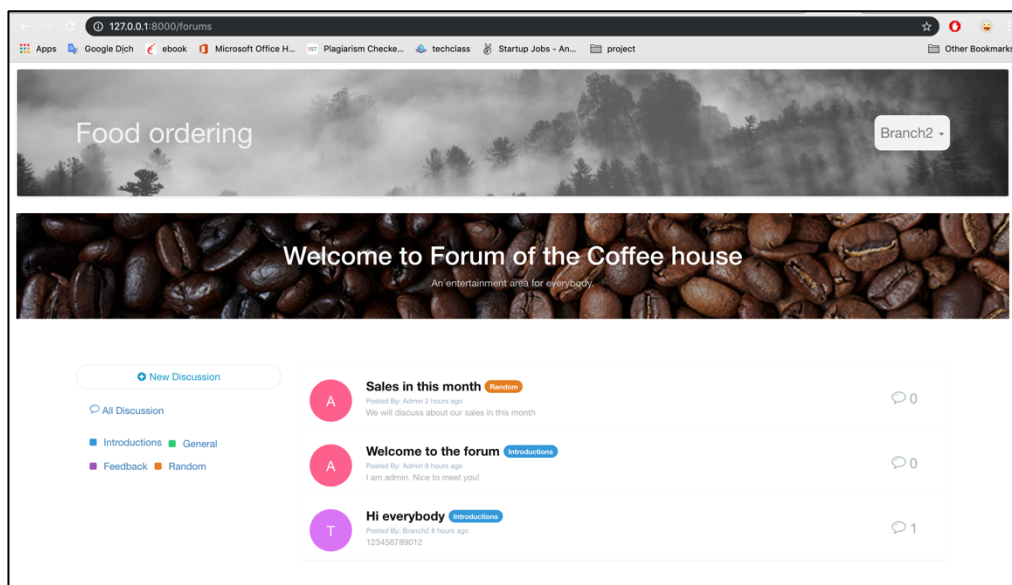 127.0.0.1:8000/forums
Apps Google Dịch ebook Microsoft Office H... Plagiarism Checke... techclass Startup Jobs - An... project Other Bookmarks
Food ordering
Branch2
Welcome to Forum of the Coffee house
An entertainment area for everybody.
New Discussion
All Discussion
Introductions General
Feedback Random
A
Sales in this month Random
Posted By: Admin 2 hours ago
We will discuss about our sales in this month
0
A
Welcome to the forum Introductions
Posted By: Admin 8 hours ago
I am admin. Nice to meet you!
0
T
Hi everybody Introductions
Posted By: Branch2 8 hours ago
123456789012
1